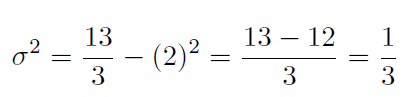 σ² = 13/3 − (2)² = (13 − 12)/3 = 1/3